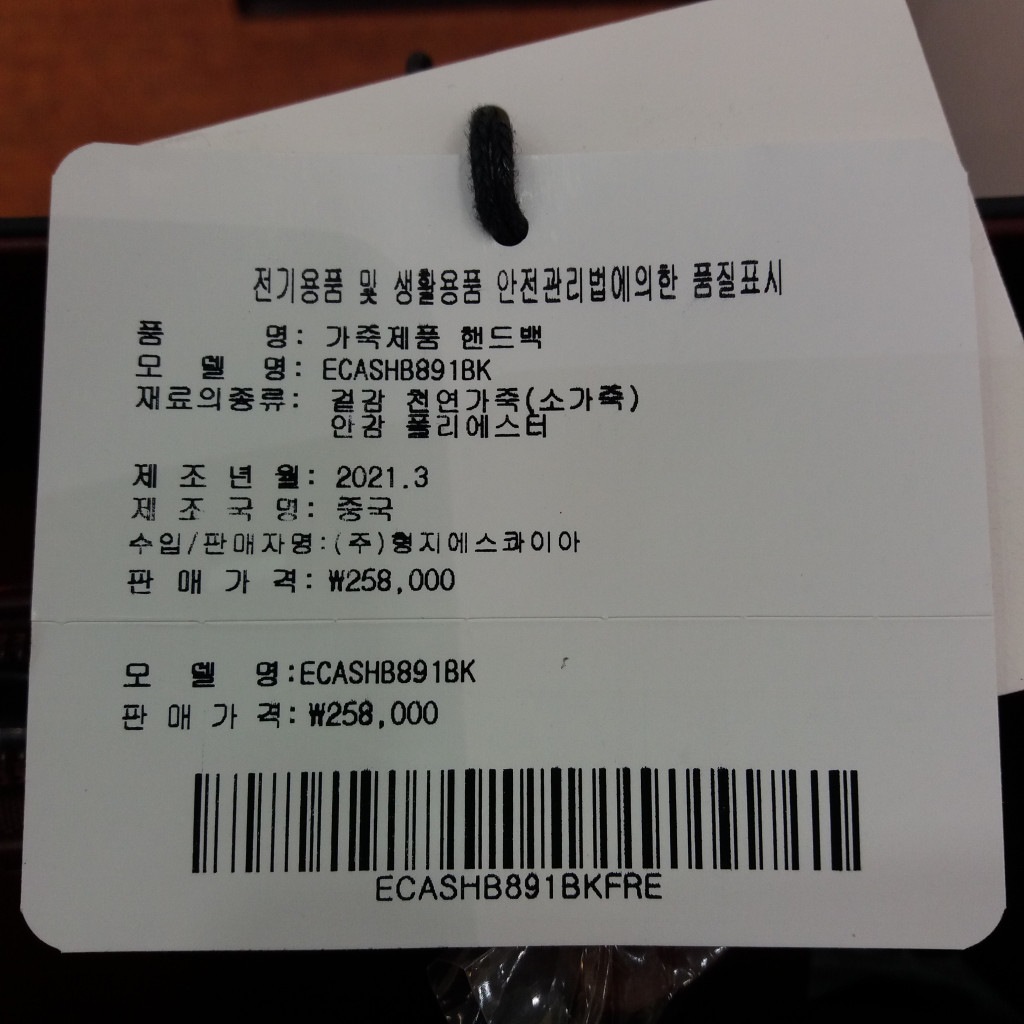 전기용품 및 생활용품 안전관리법에의한 품질표시
품 명: 가죽제품 핸드백
모 델 명: ECASHB891BK
재료의종류: 겉감 천연가죽(소가죽)
안감 폴리에스터
제 조 년 월: 2021.3
제 조 국 명: 중국
수입/판매자명:(주)형지에스콰이아
판 매 가 격: ₩258,000
모 델 명:ECASHB891BK
판 매 가 격: ₩258,000
ECASHB891BKFRE